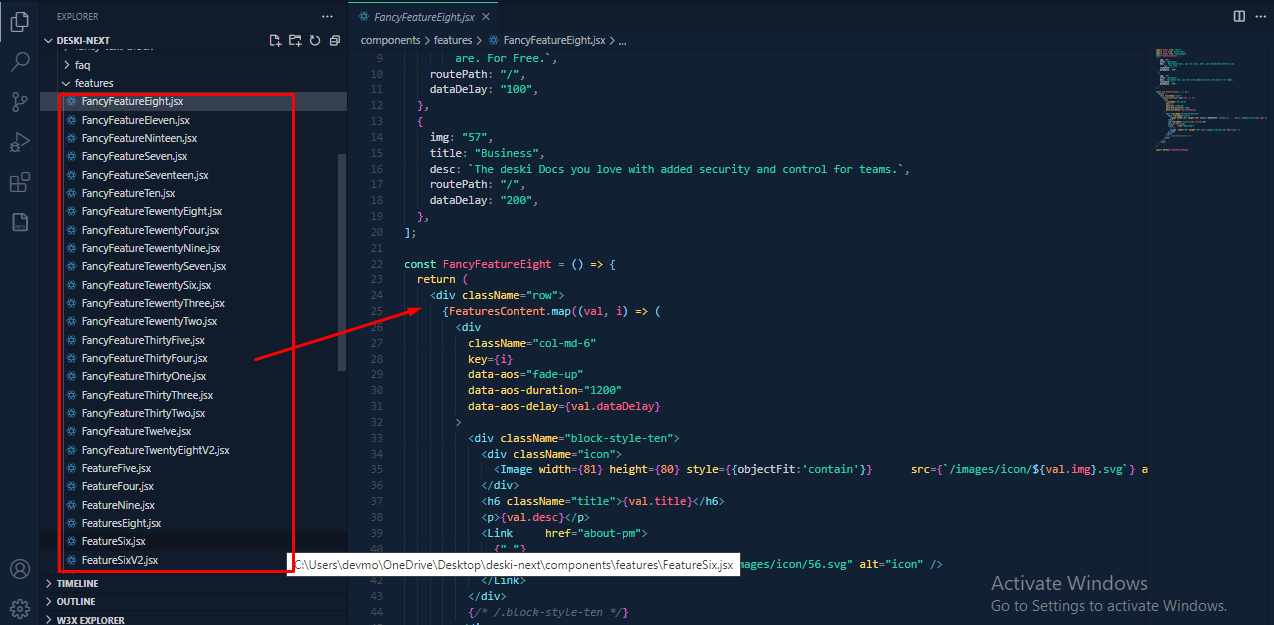 EXPLORER
DESKI-NEXT
faq
features
FancyFeatureEight.jsx
FancyFeatureEleven.jsx
FancyFeatureNinteen.jsx
FancyFeatureSeven.jsx
FancyFeatureSeventeen.jsx
FancyFeatureTen.jsx
FancyFeatureTewentyEight.jsx
FancyFeatureTewentyFour.jsx
FancyFeatureTewentyNine.jsx
FancyFeatureTewentySeven.jsx
FancyFeatureTewentySix.jsx
FancyFeatureTewentyThree.jsx
FancyFeatureTewentyTwo.jsx
FancyFeatureThirtyFive.jsx
FancyFeatureThirtyFour.jsx
FancyFeatureThirtyOne.jsx
FancyFeatureThirtyThree.jsx
FancyFeatureThirtyTwo.jsx
FancyFeatureTwelve.jsx
FancyFeatureTwentyEightV2.jsx
FeatureFive.jsx
FeatureFour.jsx
FeatureNine.jsx
FeaturesEight.jsx
FeatureSix.jsx
FeatureSixV2.jsx
TIMELINE
OUTLINE
W3X EXPLORER
FancyFeatureEight.jsx
components > features > FancyFeatureEight.jsx > ...
9 are. For Free.`,
10 routePath: "/",
11 dataDelay: "100",
12 },
13 {
14 img: "57",
15 title: "Business",
16 desc: `The deski Docs you love with added security and control for teams.`,
17 routePath: "/",
18 dataDelay: "200",
19 },
20 ];
21
22 const FancyFeatureEight = () => {
23 return (
24 <div className="row">
25 {FeaturesContent.map((val, i) => (
26 <div
27 className="col-md-6"
28 key={i}
29 data-aos="fade-up"
30 data-aos-duration="1200"
31 data-aos-delay={val.dataDelay}
32 >
33 <div className="block-style-ten">
34 <div className="icon">
35 <Image width={81} height={80} style={{objectFit:'contain'}} src={`/images/icon/${val.img}.svg`} a
36 </div>
37 <h6 className="title">{val.title}</h6>
38 <p>{val.desc}</p>
39 <Link href="about-pm">
40 {" "}
mages/icon/56.svg" alt="icon" />
42 </Link>
43 </div>
44 {/* /.block-style-ten */}
C:\Users\devmo\OneDrive\Desktop\deski-next\components\features\FeatureSix.jsx
Activate Windows
Go to Settings to activate Windows.